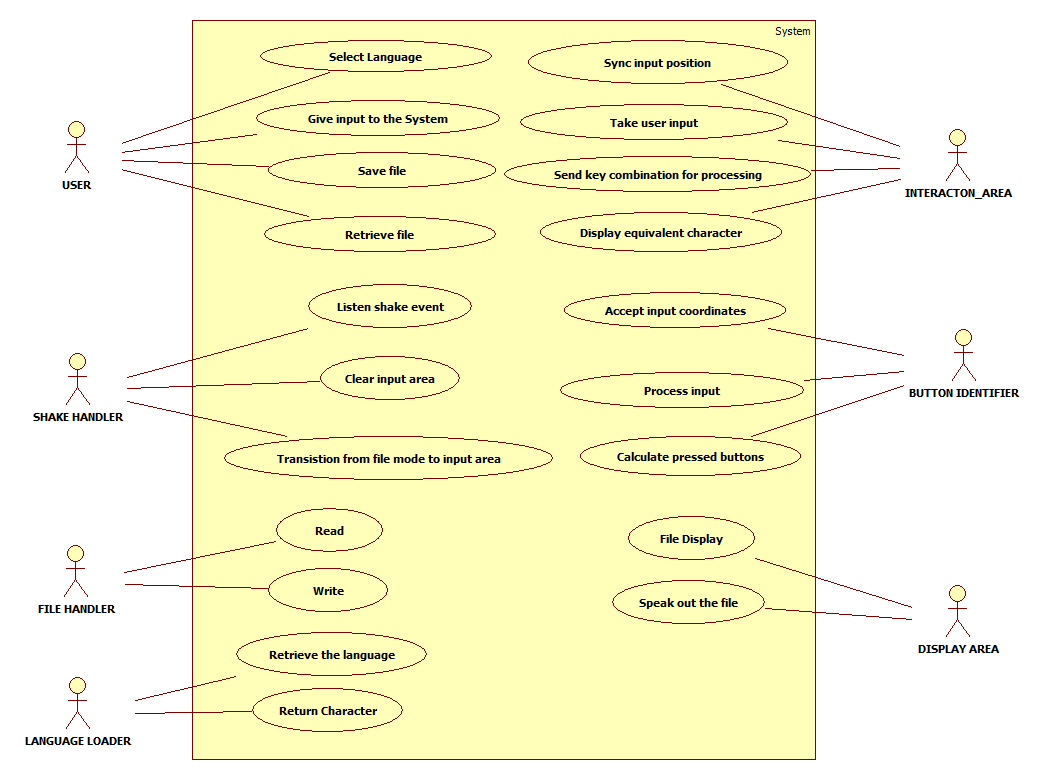 System
Select Language
Sync input position
Give input to the System
Take user input
USER
Save file
Send key combination for processing
INTERACTON_AREA
Retrieve file
Display equivalent character
Listen shake event
Accept input coordinates
Clear input area
Process input
BUTTON IDENTIFIER
SHAKE HANDLER
Transistion from file mode to input area
Calculate pressed buttons
Read
File Display
Write
Speak out the file
FILE HANDLER
DISPLAY AREA
Retrieve the language
Return Character
LANGUAGE LOADER